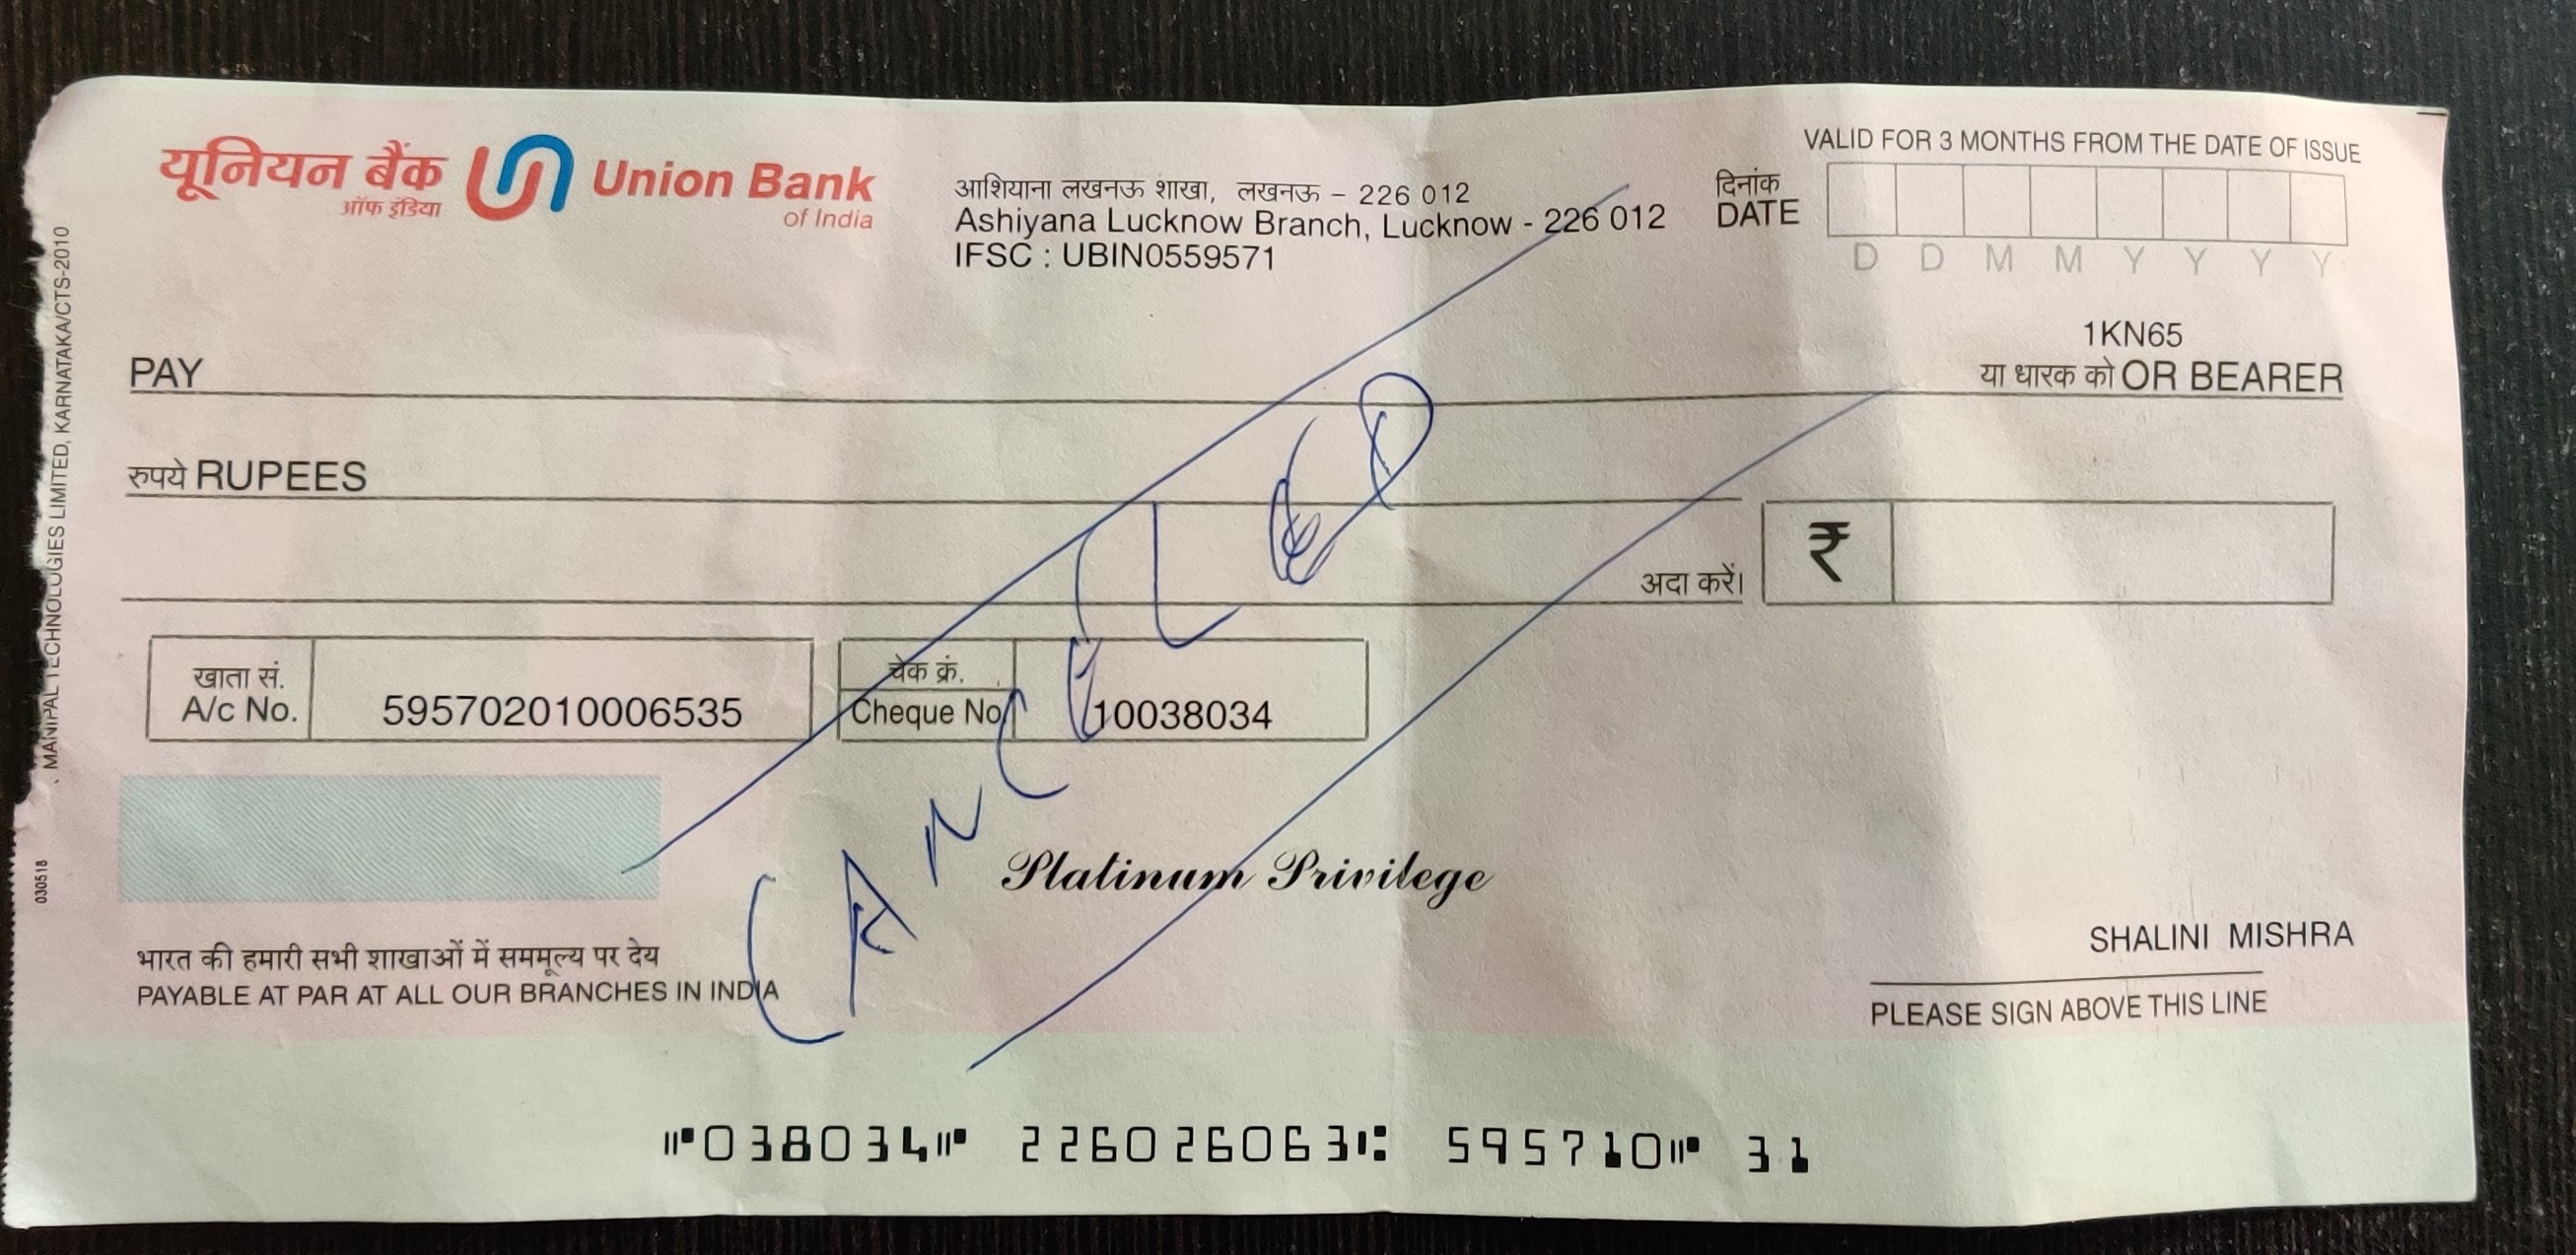 यूनियन बैंक
ऑफ इंडिया
Union Bank
of India
आशियाना लखनऊ शाखा, लखनऊ – 226 012
Ashiyana Lucknow Branch, Lucknow - 226 012
IFSC : UBIN0559571
VALID FOR 3 MONTHS FROM THE DATE OF ISSUE
दिनांक
DATE
D D M M Y Y Y Y
1KN65
PAY
या धारक को OR BEARER
रुपये RUPEES
अदा करें।
₹
खाता सं.
A/c No.
595702010006535
चेक क्रं.
Cheque No.
10038034
CANCELLED
Platinum Privilege
भारत की हमारी सभी शाखाओं में सममूल्य पर देय
PAYABLE AT PAR AT ALL OUR BRANCHES IN INDIA
SHALINI MISHRA
PLEASE SIGN ABOVE THIS LINE
⑈038034⑈ 226026063⑆ 595710⑈ 31
MANIPAL TECHNOLOGIES LIMITED, KARNATAKA/CTS-2010
030518